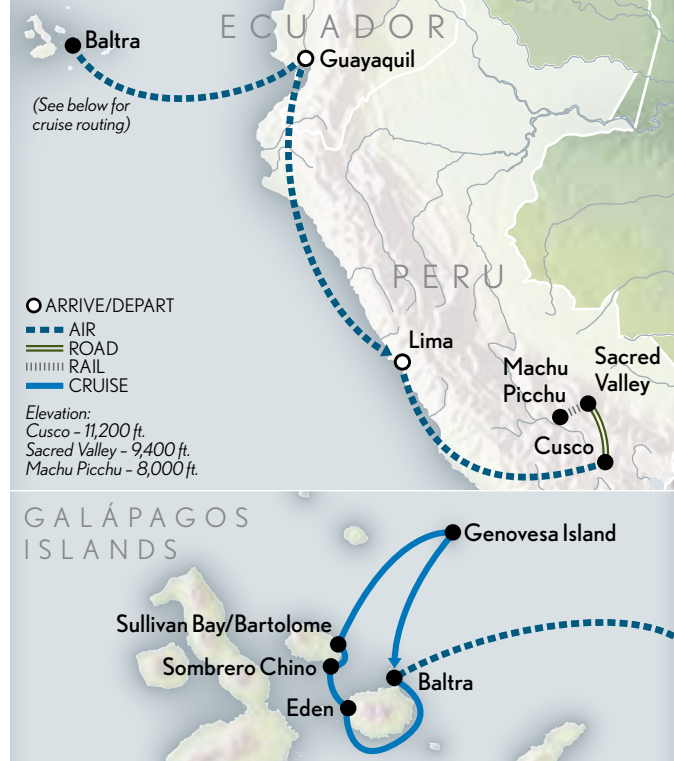 ECUADOR
Baltra
Guayaquil
(See below for
cruise routing)
PERU
ARRIVE/DEPART
AIR
ROAD
RAIL
CRUISE
Lima
Machu
Picchu
Sacred
Valley
Cusco
Elevation:
Cusco – 11,200 ft.
Sacred Valley – 9,400 ft.
Machu Picchu – 8,000 ft.
GALÁPAGOS
ISLANDS
Genovesa Island
Sullivan Bay/Bartolome
Sombrero Chino
Baltra
Eden